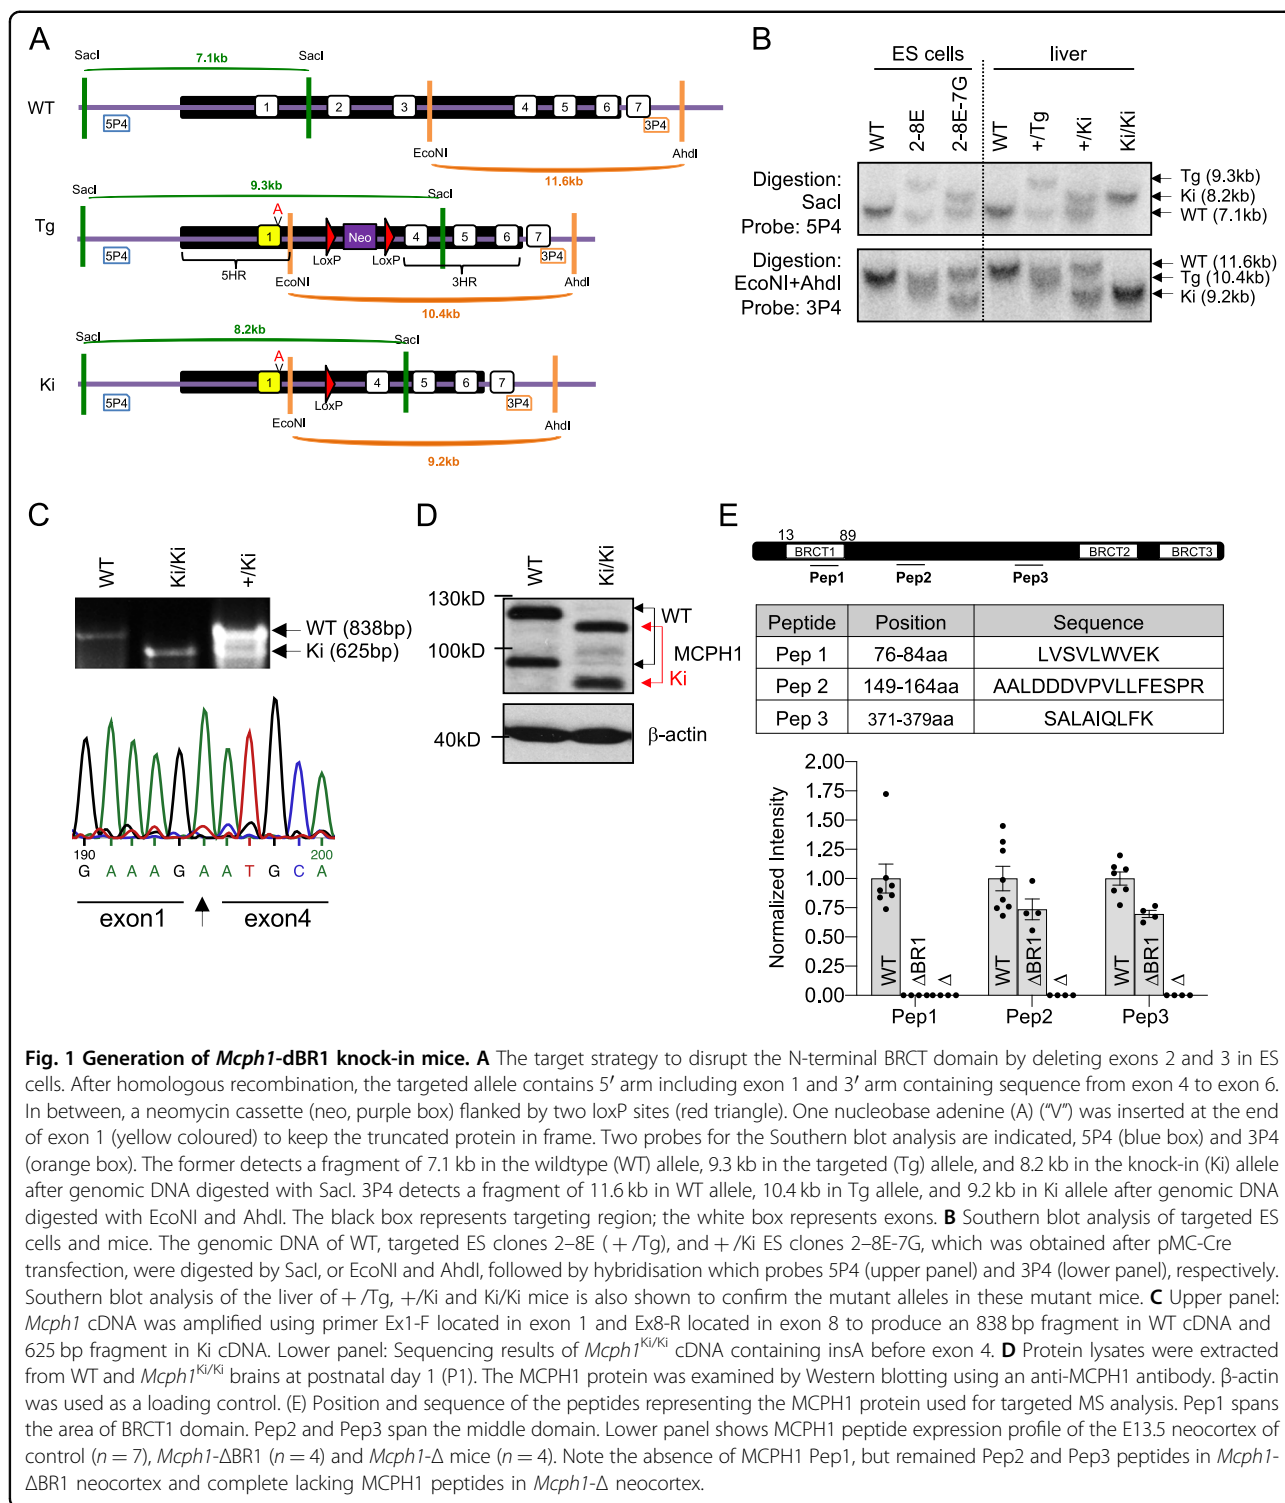 A
SacI
7.1kb
SacI
WT
1
2
3
4
5
6
7
5P4
3P4
EcoNI
AhdI
11.6kb
SacI
9.3kb
SacI
A
V
Tg
1
Neo
4
5
6
7
5P4
LoxP
LoxP
3P4
5HR
EcoNI
3HR
AhdI
10.4kb
8.2kb
SacI
SacI
A
V
Ki
1
4
5
6
7
5P4
LoxP
3P4
EcoNI
AhdI
9.2kb
B
ES cells
liver
WT
2-8E
2-8E-7G
WT
+/Tg
+/Ki
Ki/Ki
Digestion:
SacI
Probe: 5P4
Tg (9.3kb)
Ki (8.2kb)
WT (7.1kb)
Digestion:
EcoNI+AhdI
Probe: 3P4
WT (11.6kb)
Tg (10.4kb)
Ki (9.2kb)
C
WT
Ki/Ki
+/Ki
WT (838bp)
Ki (625bp)
190
200
G A A A G A A T G C A
exon1
exon4
D
WT
Ki/Ki
130kD
100kD
WT
MCPH1
Ki
40kD
β-actin
E
13
89
BRCT1
BRCT2
BRCT3
Pep1
Pep2
Pep3
Peptide Position Sequence
Pep 1 76-84aa LVSVLWVEK
Pep 2 149-164aa AALDDDVPVLLFESPR
Pep 3 371-379aa SALAIQLFK
Normalized Intensity
2.00
1.75
1.50
1.25
1.00
0.75
0.50
0.25
0.00
WT
ΔBR1
Δ
WT
ΔBR1
Δ
WT
ΔBR1
Δ
Pep1
Pep2
Pep3
Fig. 1 Generation of Mcph1-dBR1 knock-in mice. A The target strategy to disrupt the N-terminal BRCT domain by deleting exons 2 and 3 in ES
cells. After homologous recombination, the targeted allele contains 5′ arm including exon 1 and 3′ arm containing sequence from exon 4 to exon 6.
In between, a neomycin cassette (neo, purple box) flanked by two loxP sites (red triangle). One nucleobase adenine (A) (“V”) was inserted at the end
of exon 1 (yellow coloured) to keep the truncated protein in frame. Two probes for the Southern blot analysis are indicated, 5P4 (blue box) and 3P4
(orange box). The former detects a fragment of 7.1 kb in the wildtype (WT) allele, 9.3 kb in the targeted (Tg) allele, and 8.2 kb in the knock-in (Ki) allele
after genomic DNA digested with SacI. 3P4 detects a fragment of 11.6 kb in WT allele, 10.4 kb in Tg allele, and 9.2 kb in Ki allele after genomic DNA
digested with EcoNI and AhdI. The black box represents targeting region; the white box represents exons. B Southern blot analysis of targeted ES
cells and mice. The genomic DNA of WT, targeted ES clones 2–8E (+/Tg), and +/Ki ES clones 2–8E-7G, which was obtained after pMC-Cre
transfection, were digested by SacI, or EcoNI and AhdI, followed by hybridisation which probes 5P4 (upper panel) and 3P4 (lower panel), respectively.
Southern blot analysis of the liver of +/Tg, +/Ki and Ki/Ki mice is also shown to confirm the mutant alleles in these mutant mice. C Upper panel:
Mcph1 cDNA was amplified using primer Ex1-F located in exon 1 and Ex8-R located in exon 8 to produce an 838 bp fragment in WT cDNA and
625 bp fragment in Ki cDNA. Lower panel: Sequencing results of Mcph1Ki/Ki cDNA containing insA before exon 4. D Protein lysates were extracted
from WT and Mcph1Ki/Ki brains at postnatal day 1 (P1). The MCPH1 protein was examined by Western blotting using an anti-MCPH1 antibody. β-actin
was used as a loading control. (E) Position and sequence of the peptides representing the MCPH1 protein used for targeted MS analysis. Pep1 spans
the area of BRCT1 domain. Pep2 and Pep3 span the middle domain. Lower panel shows MCPH1 peptide expression profile of the E13.5 neocortex of
control (n = 7), Mcph1-ΔBR1 (n = 4) and Mcph1-Δ mice (n = 4). Note the absence of MCPH1 Pep1, but remained Pep2 and Pep3 peptides in Mcph1-
ΔBR1 neocortex and complete lacking MCPH1 peptides in Mcph1-Δ neocortex.